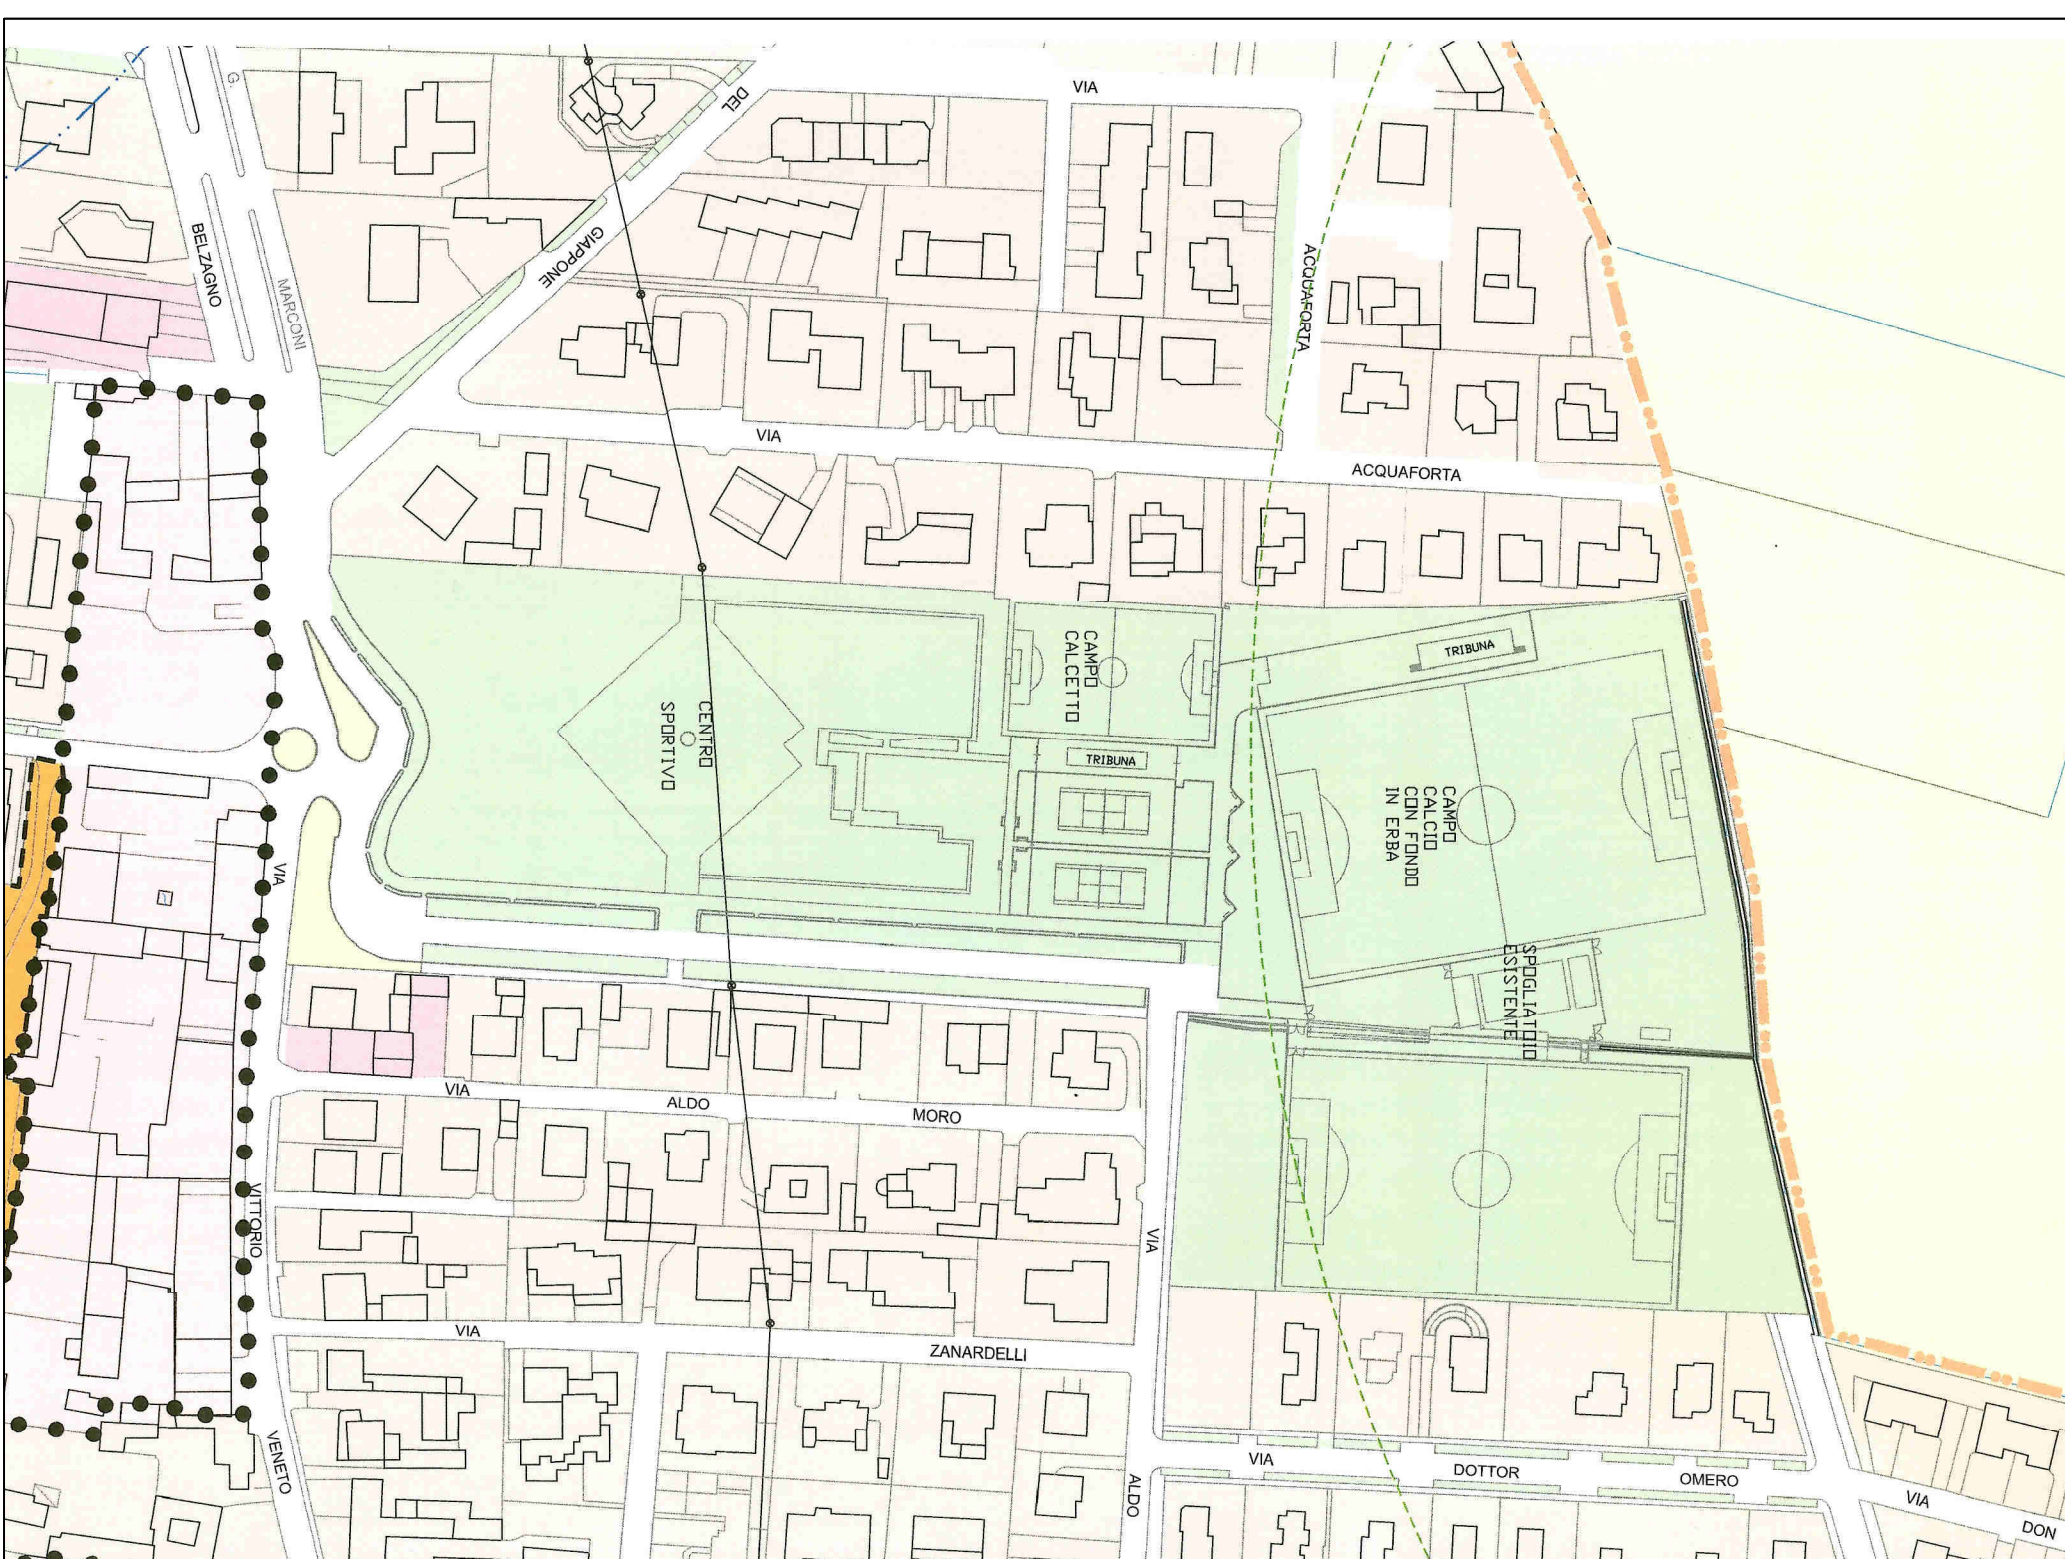 G.
DEL
VIA
BELZAGNO
MARCONI
GIAPPONE
ACQUAFORTA
VIA
ACQUAFORTA
TRIBUNA
CAMPO
CALCETTO
CENTRO
SPORTIVO
TRIBUNA
CAMPO
CALCIO
CON FONDO
IN ERBA
VIA
SPOGLIATOIO
ESISTENTE
VIA
ALDO
MORO
VITTORIO
VIA
VIA
ZANARDELLI
VENETO
ALDO
VIA
DOTTOR
OMERO
VIA
DON